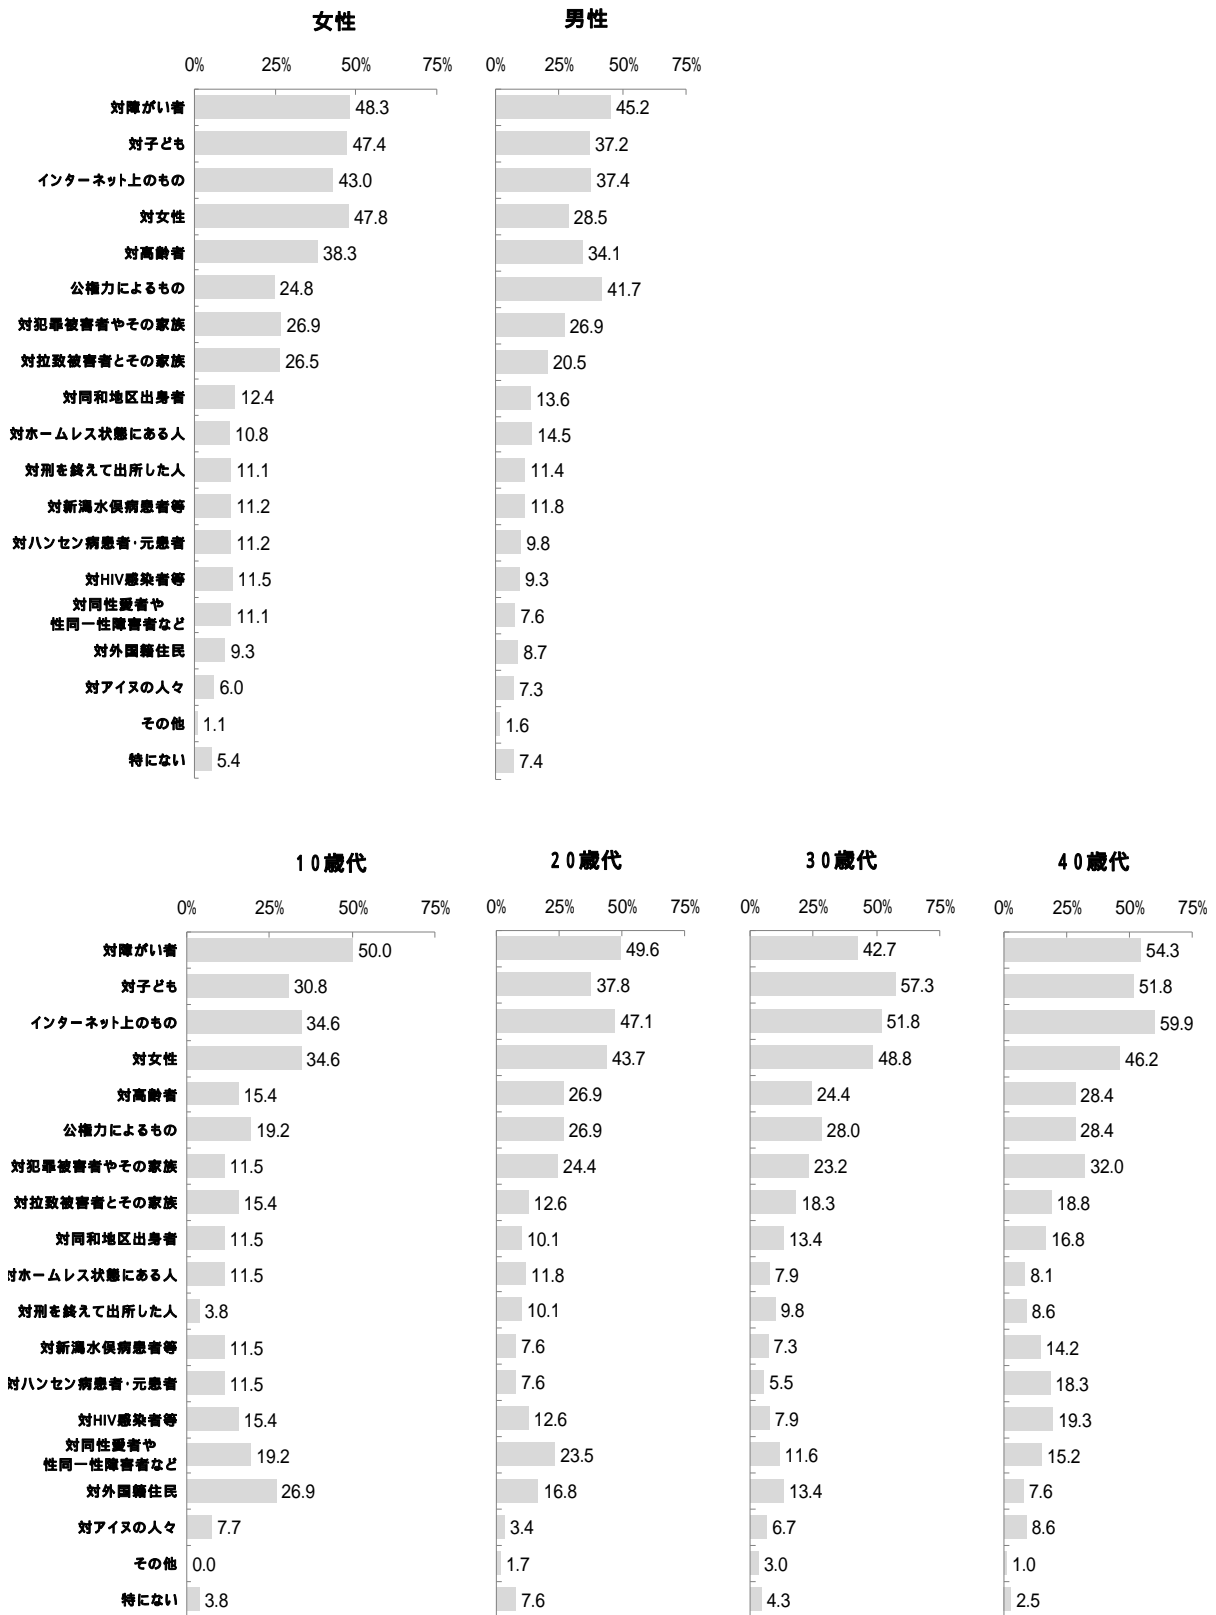 女性 男性
0% 25% 50% 75% 0% 25% 50% 75%
対障がい者 48.3 45.2
対子ども 47.4 37.2
インターネット上のもの 43.0 37.4
対女性 47.8 28.5
対高齢者 38.3 34.1
公権力によるもの 24.8 41.7
対犯罪被害者やその家族 26.9 26.9
対拉致被害者とその家族 26.5 20.5
対同和地区出身者 12.4 13.6
対ホームレス状態にある人 10.8 14.5
対刑を終えて出所した人 11.1 11.4
対新潟水俣病患者等 11.2 11.8
対ハンセン病患者・元患者 11.2 9.8
対HIV感染者等 11.5 9.3
対同性愛者や
性同一性障害者など 11.1 7.6
対外国籍住民 9.3 8.7
対アイヌの人々 6.0 7.3
その他 1.1 1.6
特にない 5.4 7.4
10歳代 20歳代 30歳代 40歳代
0% 25% 50% 75% 0% 25% 50% 75% 0% 25% 50% 75% 0% 25% 50% 75%
対障がい者 50.0 49.6 42.7 54.3
対子ども 30.8 37.8 57.3 51.8
インターネット上のもの 34.6 47.1 51.8 59.9
対女性 34.6 43.7 48.8 46.2
対高齢者 15.4 26.9 24.4 28.4
公権力によるもの 19.2 26.9 28.0 28.4
対犯罪被害者やその家族 11.5 24.4 23.2 32.0
対拉致被害者とその家族 15.4 12.6 18.3 18.8
対同和地区出身者 11.5 10.1 13.4 16.8
対ホームレス状態にある人 11.5 11.8 7.9 8.1
対刑を終えて出所した人 3.8 10.1 9.8 8.6
対新潟水俣病患者等 11.5 7.6 7.3 14.2
対ハンセン病患者・元患者 11.5 7.6 5.5 18.3
対HIV感染者等 15.4 12.6 7.9 19.3
対同性愛者や
性同一性障害者など 19.2 23.5 11.6 15.2
対外国籍住民 26.9 16.8 13.4 7.6
対アイヌの人々 7.7 3.4 6.7 8.6
その他 0.0 1.7 3.0 1.0
特にない 3.8 7.6 4.3 2.5